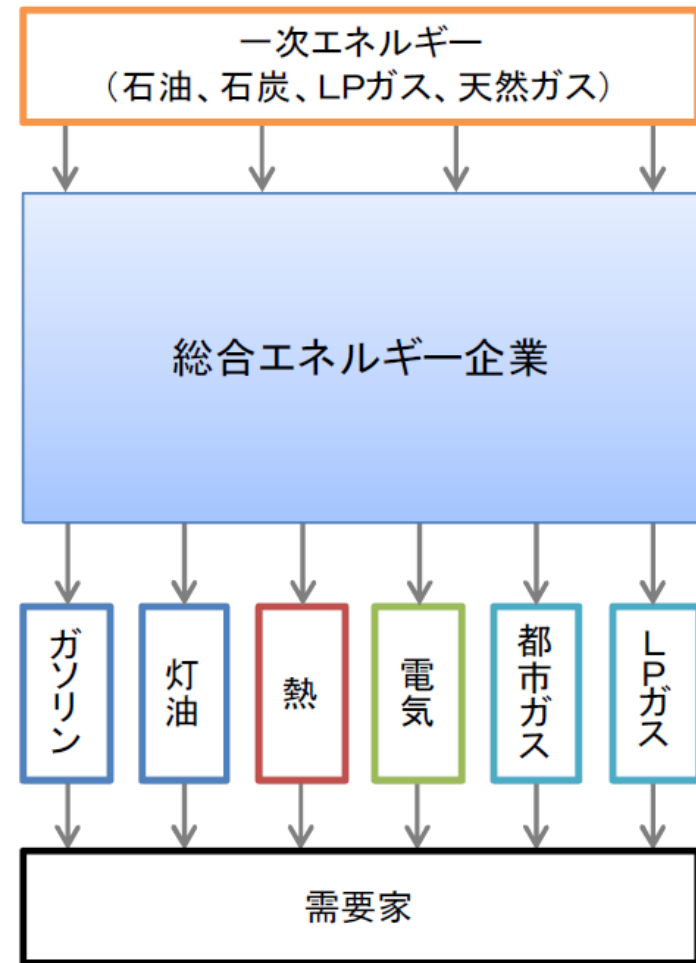 一次エネルギー
（石油、石炭、LPガス、天然ガス）
総合エネルギー企業
ガソリン
灯油
熱
電気
都市ガス
LPガス
需要家